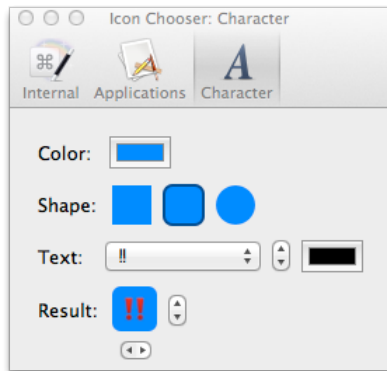 Icon Chooser: Character
Internal Applications Character
Color:
Shape:
Text: ‼
Result: ‼